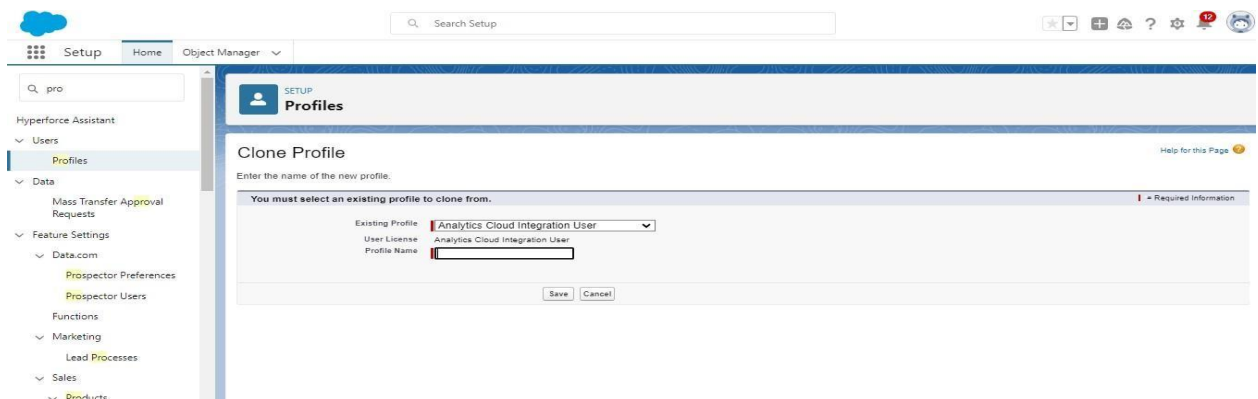 Search Setup
12
Setup Home Object Manager
pro
Hyperforce Assistant
Users
Profiles
Data
Mass Transfer Approval
Requests
Feature Settings
Data.com
Prospector Preferences
Prospector Users
Functions
Marketing
Lead Processes
Sales
Products
SETUP
Profiles
Clone Profile
Help for this Page
Enter the name of the new profile.
You must select an existing profile to clone from.
= Required Information
Existing Profile Analytics Cloud Integration User
User License Analytics Cloud Integration User
Profile Name
Save Cancel